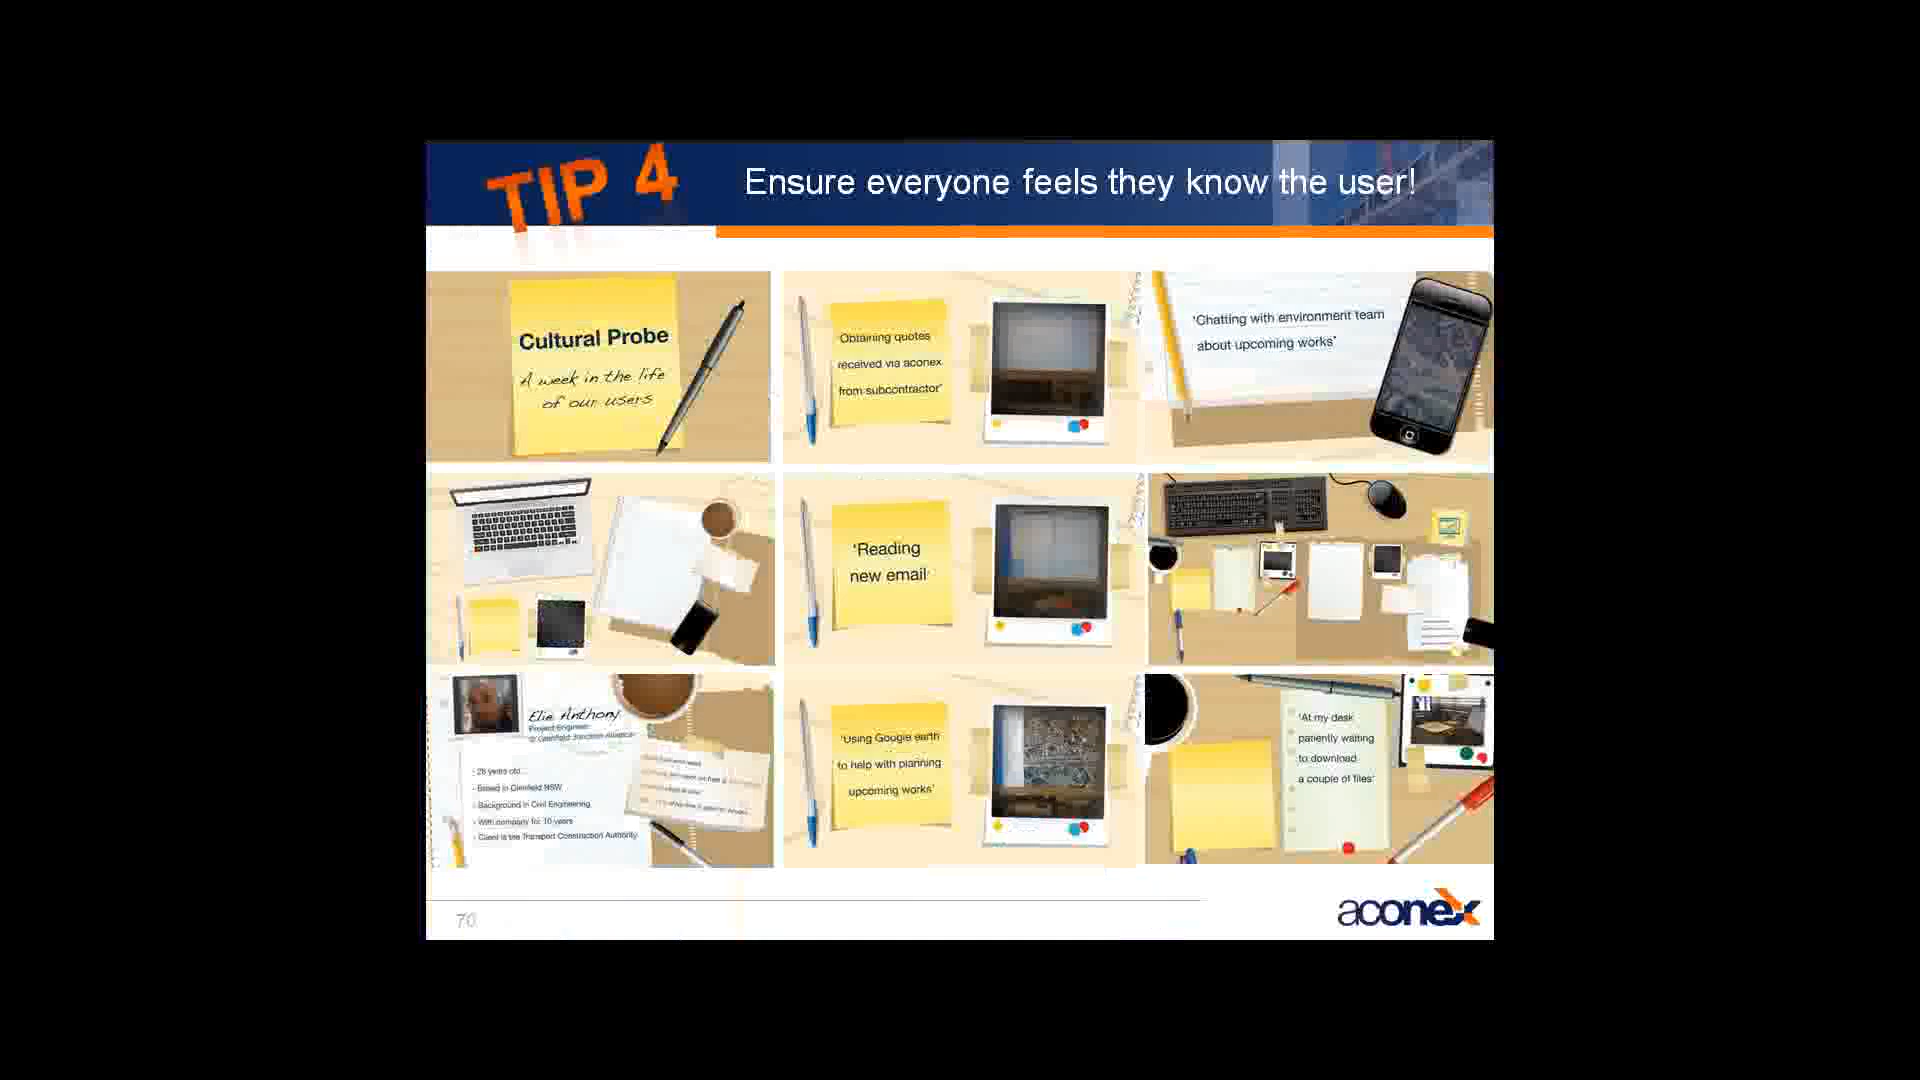 TIP 4
Ensure everyone feels they know the user!
Cultural Probe
A week in the life
of our users
'Obtaining quotes
received via aconex
from subcontractor'
'Chatting with environment team
about upcoming works'
'Reading
new email'
Elie Anthony
Project Engineer
@ Glenfield Junction Alliance
- 28 years old
- Based in Glenfield NSW
- Background in Civil Engineering
- With company for 10 years
- Client is the Transport Construction Authority
'Using Google earth
to help with planning
upcoming works'
'At my desk
patiently waiting
to download
a couple of files'
70
aconex